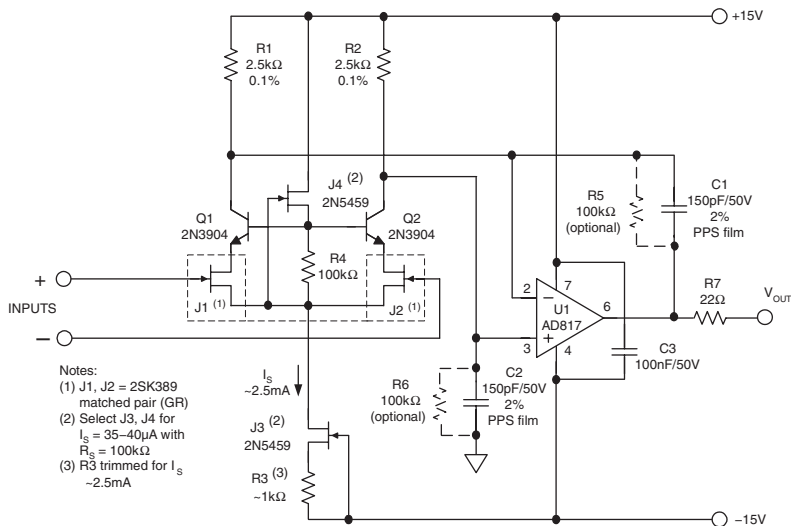 +15V
R1
2.5kΩ
0.1%
R2
2.5kΩ
0.1%
J4 (2)
2N5459
Q1
2N3904
Q2
2N3904
R4
100kΩ
R5
100kΩ
(optional)
C1
150pF/50V
2%
PPS film
+
INPUTS
–
J1 (1)
J2 (1)
2
7
–
U1
AD817
6
+
3
4
R7
22Ω
VOUT
C3
100nF/50V
IS
~2.5mA
R6
100kΩ
(optional)
C2
150pF/50V
2%
PPS film
J3 (2)
2N5459
R3 (3)
~1kΩ
Notes:
(1) J1, J2 = 2SK389
matched pair (GR)
(2) Select J3, J4 for
IS = 35–40µA with
RS = 100kΩ
(3) R3 trimmed for IS
~2.5mA
–15V